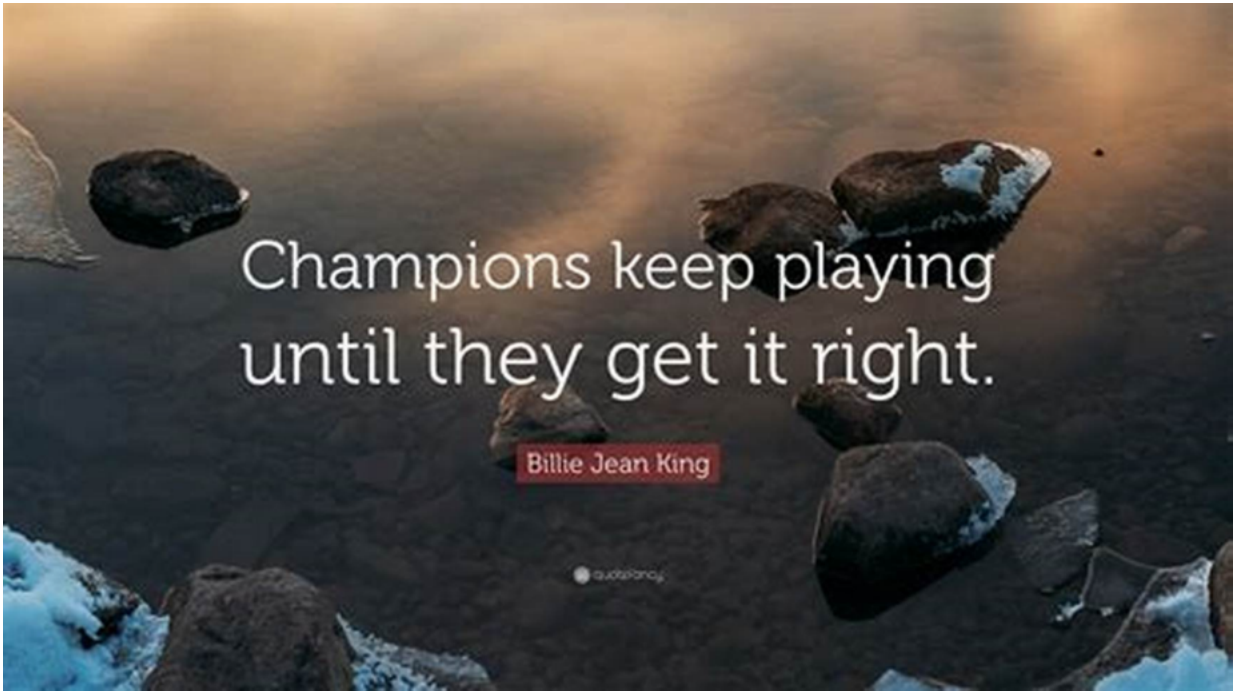 Champions keep playing
until they get it right.
Billie Jean King
quotefancy